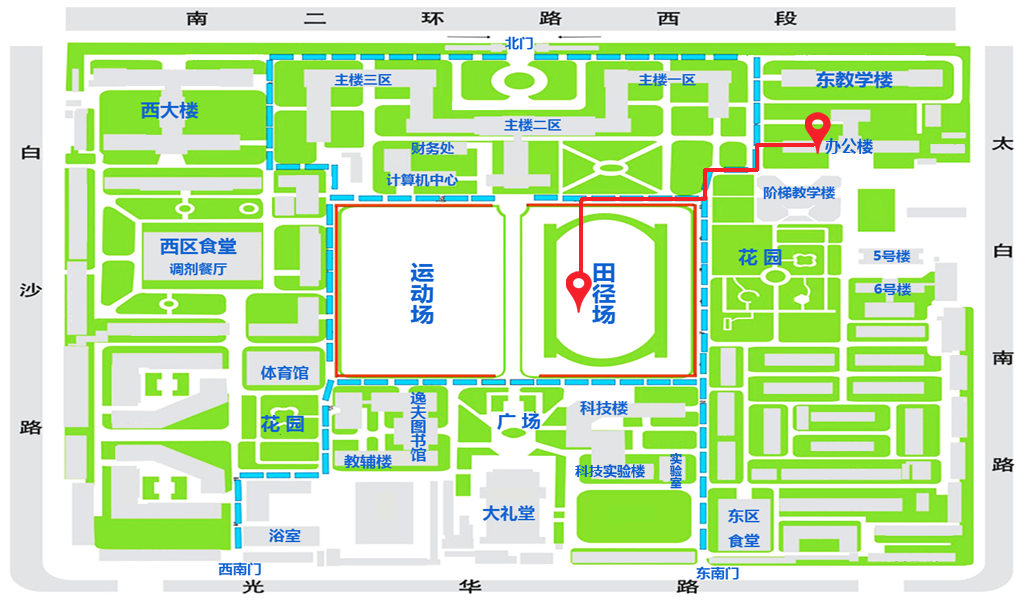 南二环路西段
北门
主楼三区
主楼一区
东教学楼
西大楼
主楼二区
办公楼
财务处
计算机中心
阶梯教学楼
白沙路
太白南路
西区食堂
调剂餐厅
运动场
田径场
花园
5号楼
6号楼
体育馆
花园
逸夫图书馆
教辅楼
广场
科技楼
科技实验楼
实验室
大礼堂
浴室
东区
食堂
西南门
东南门
光华路